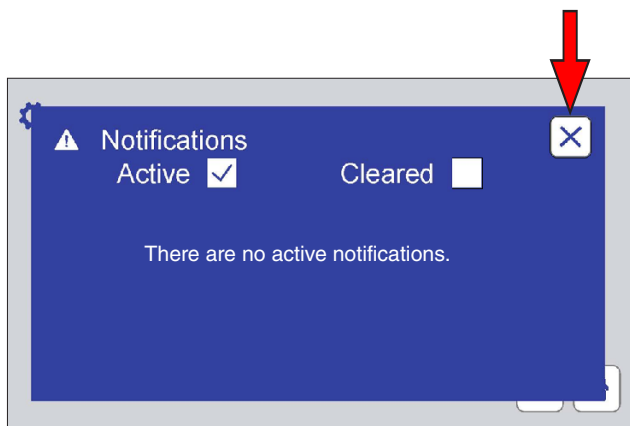 Notifications
Active
Cleared
There are no active notifications.